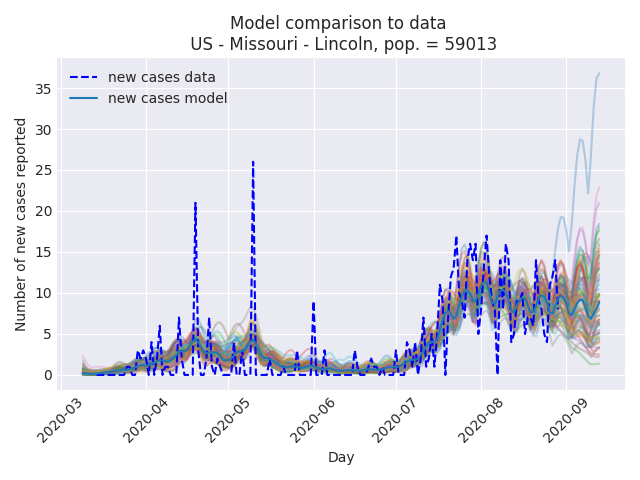 Model comparison to data
US - Missouri - Lincoln, pop. = 59013
new cases data
new cases model
Number of new cases reported
35
30
25
20
15
10
5
0
2020-03
2020-04
2020-05
2020-06
2020-07
2020-08
2020-09
Day